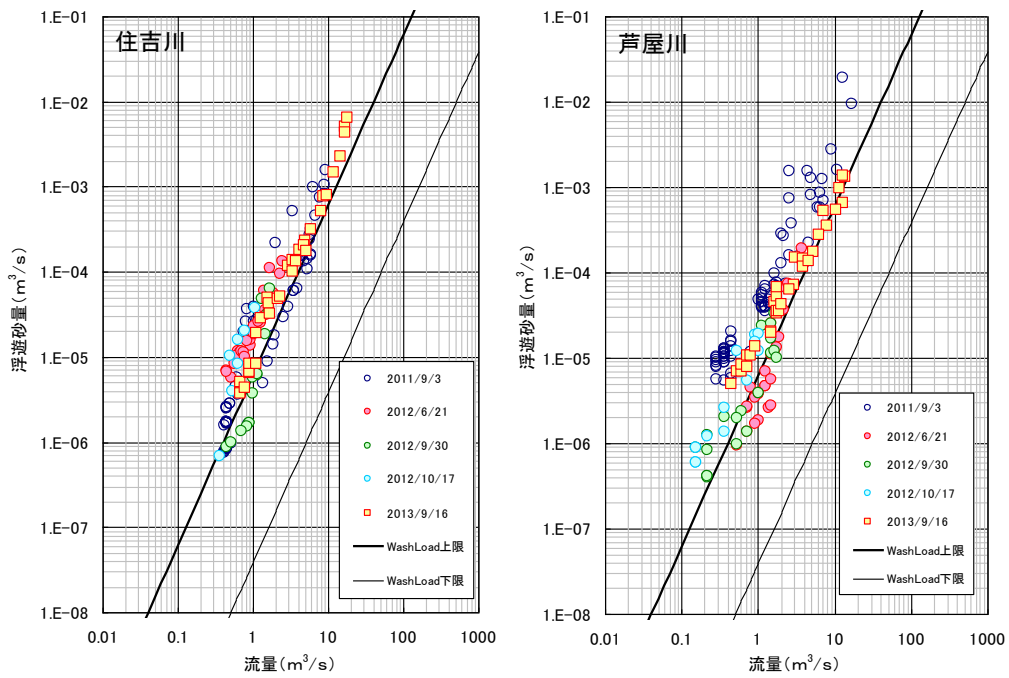 住吉川
1.E-01
1.E-02
1.E-03
1.E-04
1.E-05
1.E-06
1.E-07
1.E-08
浮遊砂量(m³/s)
0.01 0.1 1 10 100 1000
流量(m³/s)
2011/9/3
2012/6/21
2012/9/30
2012/10/17
2013/9/16
WashLoad上限
WashLoad下限
芦屋川
1.E-01
1.E-02
1.E-03
1.E-04
1.E-05
1.E-06
1.E-07
1.E-08
浮遊砂量(m³/s)
0.01 0.1 1 10 100 1000
流量(m³/s)
2011/9/3
2012/6/21
2012/9/30
2012/10/17
2013/9/16
WashLoad上限
WashLoad下限